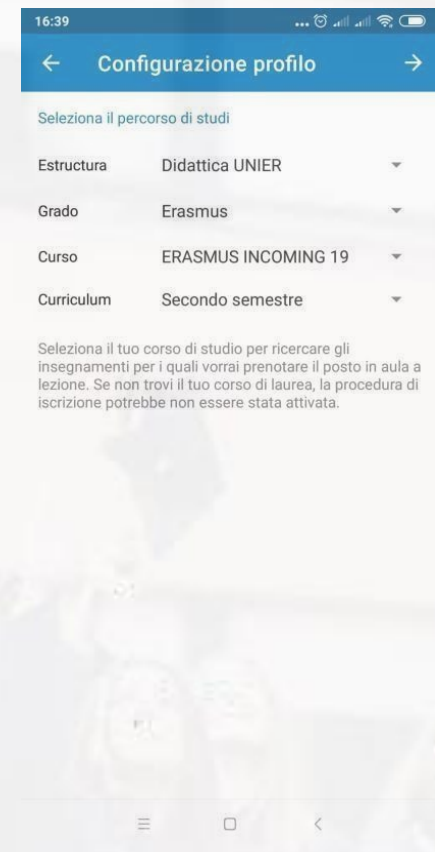 16:39
Configurazione profilo
Seleziona il percorso di studi
Estructura Didattica UNIER
Grado Erasmus
Curso ERASMUS INCOMING 19
Curriculum Secondo semestre
Seleziona il tuo corso di studio per ricercare gli
insegnamenti per i quali vorrai prenotare il posto in aula a
lezione. Se non trovi il tuo corso di laurea, la procedura di
iscrizione potrebbe non essere stata attivata.